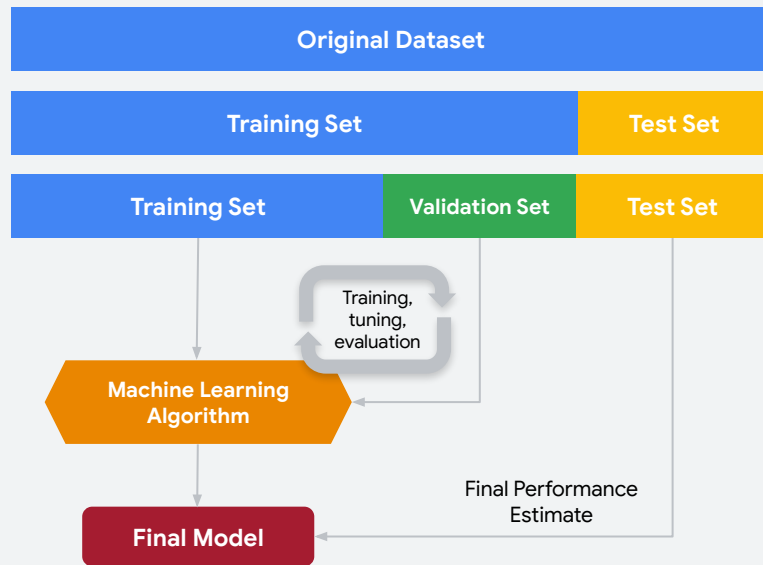 Original Dataset
Training Set
Test Set
Training Set
Validation Set
Test Set
Training,
tuning,
evaluation
Machine Learning
Algorithm
Final Performance
Estimate
Final Model